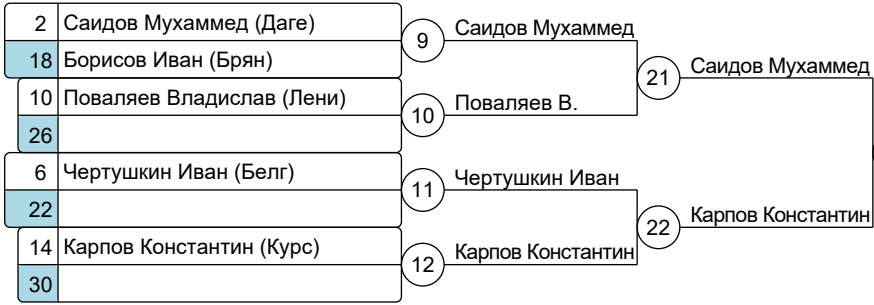 2 Саидов Мухаммед (Даге)
18 Борисов Иван (Брян)
9 Саидов Мухаммед
10 Поваляев Владислав (Лени)
26
10 Поваляев В.
21 Саидов Мухаммед
6 Чертушкин Иван (Белг)
22
11 Чертушкин Иван
14 Карпов Константин (Курс)
30
12 Карпов Константин
22 Карпов Константин